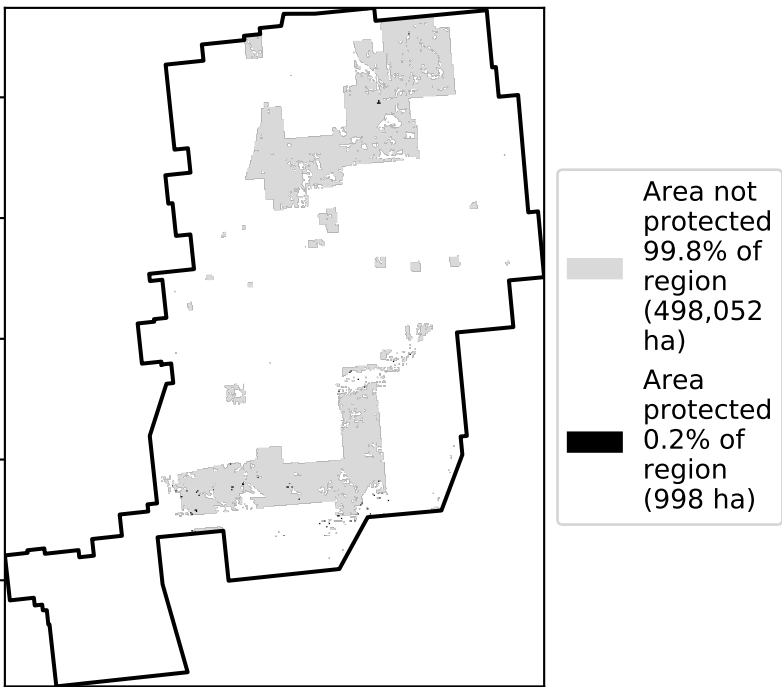 Area not
protected
99.8% of
region
(498,052
ha)
Area
protected
0.2% of
region
(998 ha)